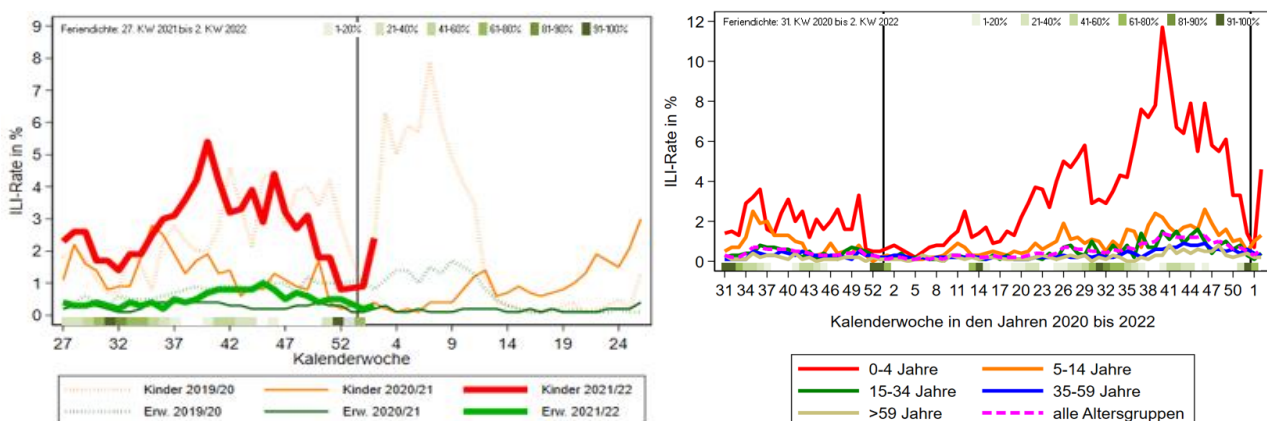 Feriendichte: 27. KW 2021 bis 2. KW 2022
1-20% 21-40% 41-60% 61-80% 81-90% 91-100%
ILI-Rate in %
9
8
7
6
5
4
3
2
1
0
27 32 37 42 47 52 4 9 14 19 24
Kalenderwoche
Kinder 2019/20 Kinder 2020/21 Kinder 2021/22
Erw. 2019/20 Erw. 2020/21 Erw. 2021/22
Feriendichte: 31. KW 2020 bis 2. KW 2022
1-20% 21-40% 41-60% 61-80% 81-90% 91-100%
ILI-Rate in %
12
10
8
6
4
2
0
31 34 37 40 43 46 49 52 2 5 8 11 14 17 20 23 26 29 32 35 38 41 44 47 50 1
Kalenderwoche in den Jahren 2020 bis 2022
0-4 Jahre 5-14 Jahre
15-34 Jahre 35-59 Jahre
>59 Jahre alle Altersgruppen